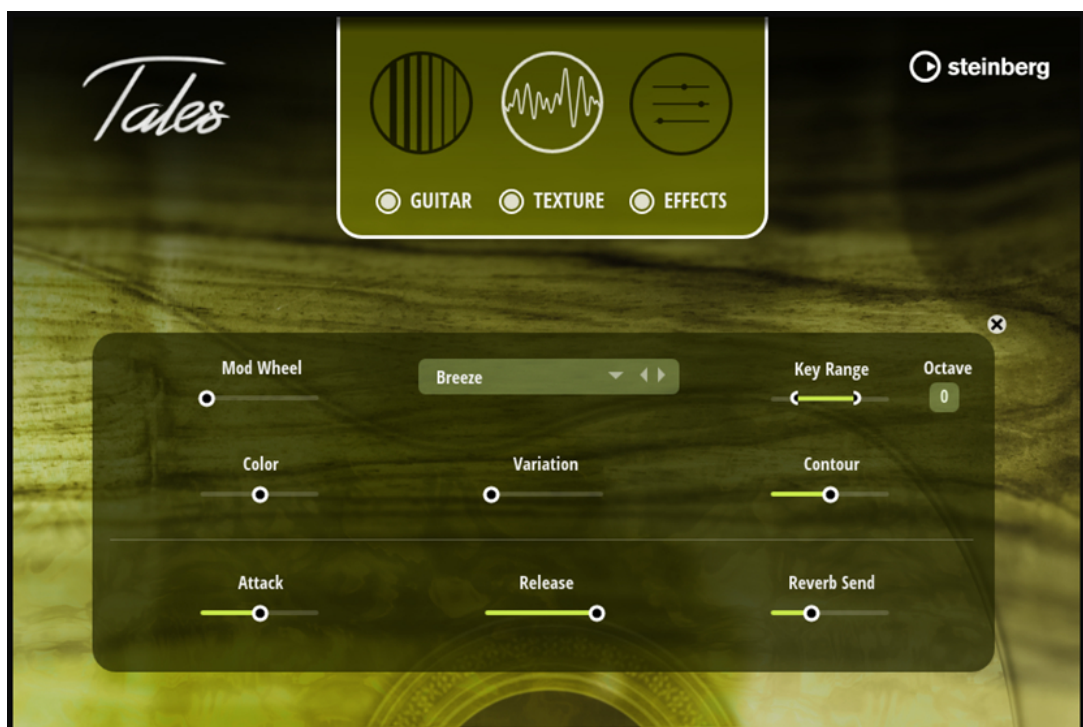 Tales
steinberg
GUITAR TEXTURE EFFECTS
Mod Wheel
Breeze
Key Range
Octave
0
Color
Variation
Contour
Attack
Release
Reverb Send